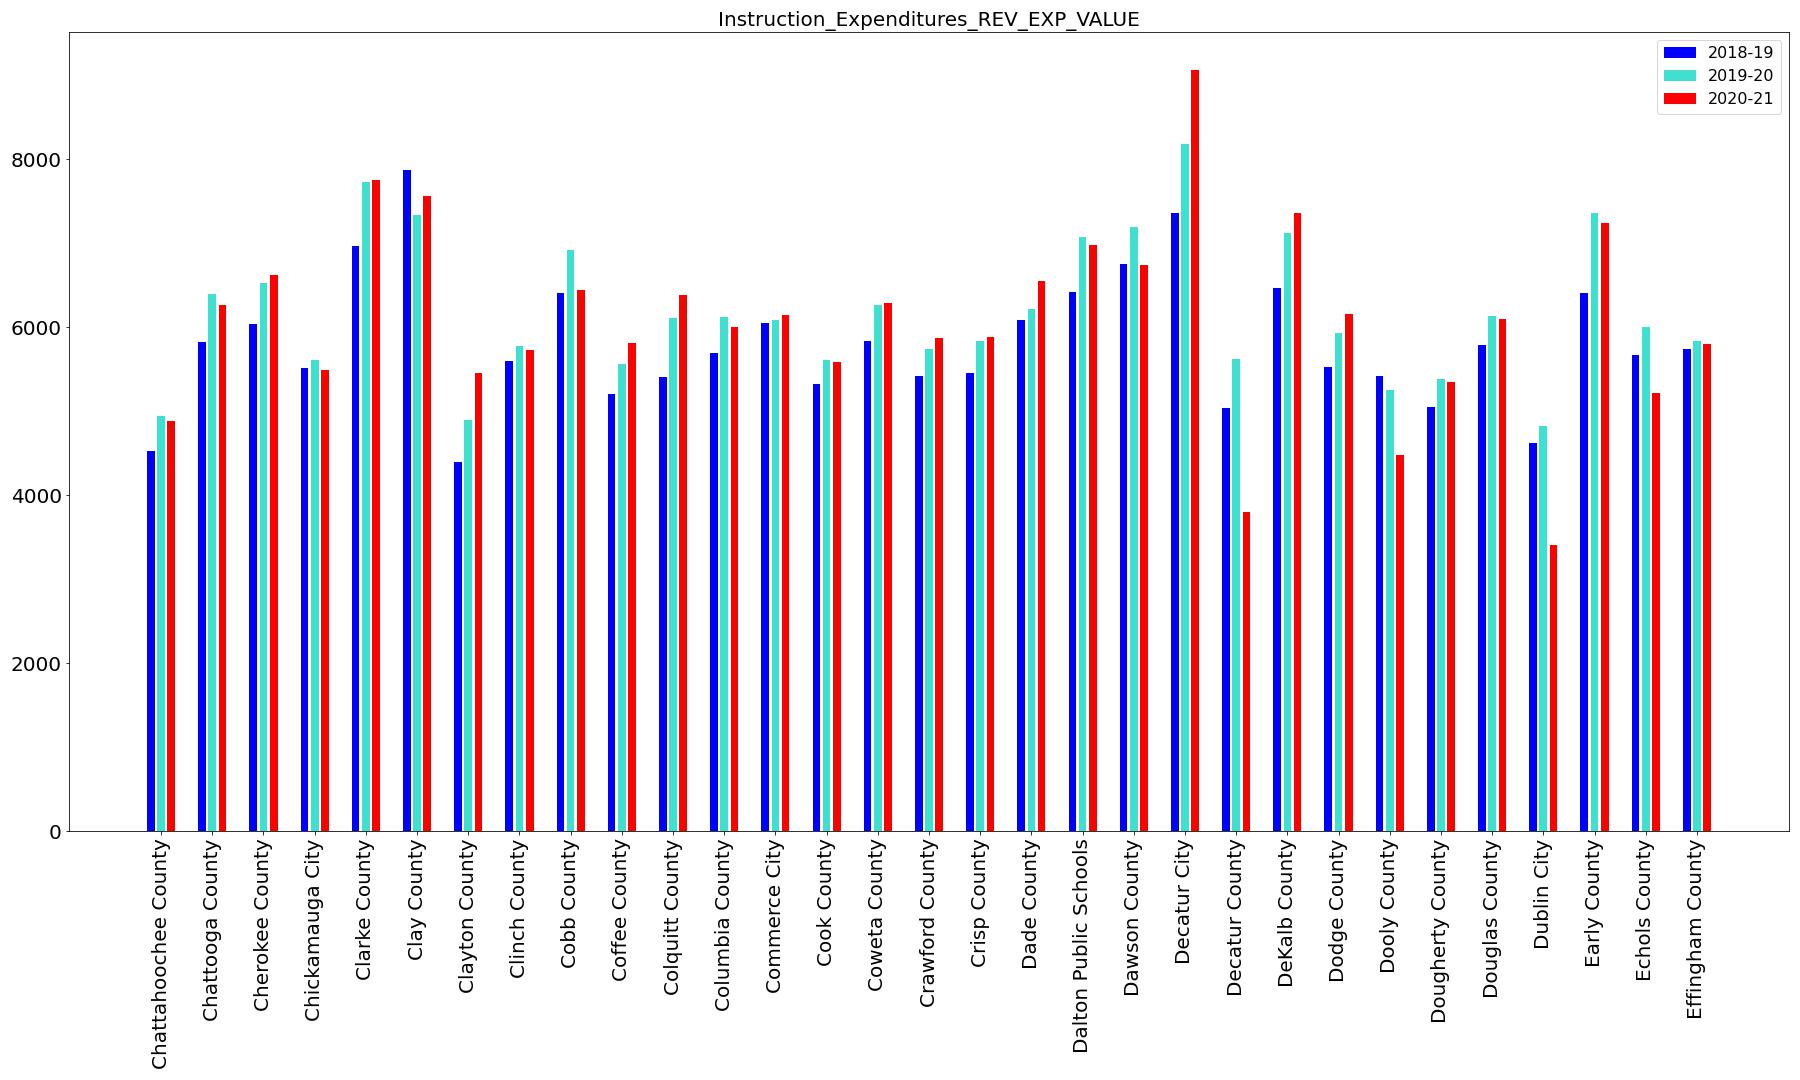 Instruction_Expenditures_REV_EXP_VALUE
2018-19
2019-20
2020-21
8000
6000
4000
2000
0
Chattahoochee County
Chattooga County
Cherokee County
Chickamauga City
Clarke County
Clay County
Clayton County
Clinch County
Cobb County
Coffee County
Colquitt County
Columbia County
Commerce City
Cook County
Coweta County
Crawford County
Crisp County
Dade County
Dalton Public Schools
Dawson County
Decatur City
Decatur County
DeKalb County
Dodge County
Dooly County
Dougherty County
Douglas County
Dublin City
Early County
Echols County
Effingham County